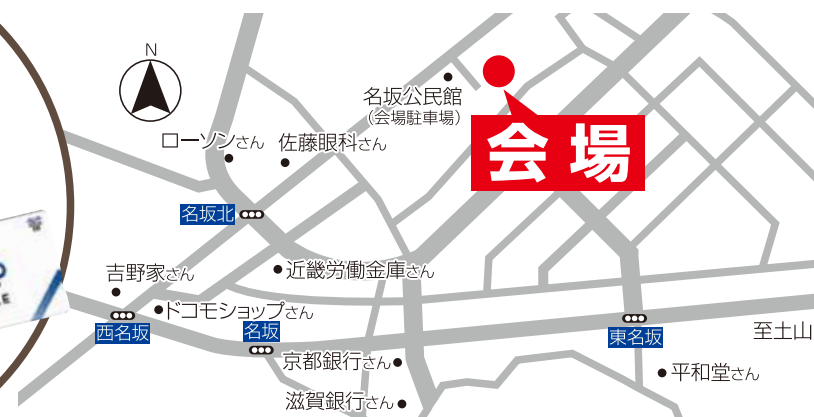 N
名坂公民館
（会場駐車場）
会場
ローソンさん
佐藤眼科さん
名坂北
近畿労働金庫さん
吉野家さん
ドコモショップさん
西名坂
名坂
東名坂
至土山
京都銀行さん
平和堂さん
滋賀銀行さん